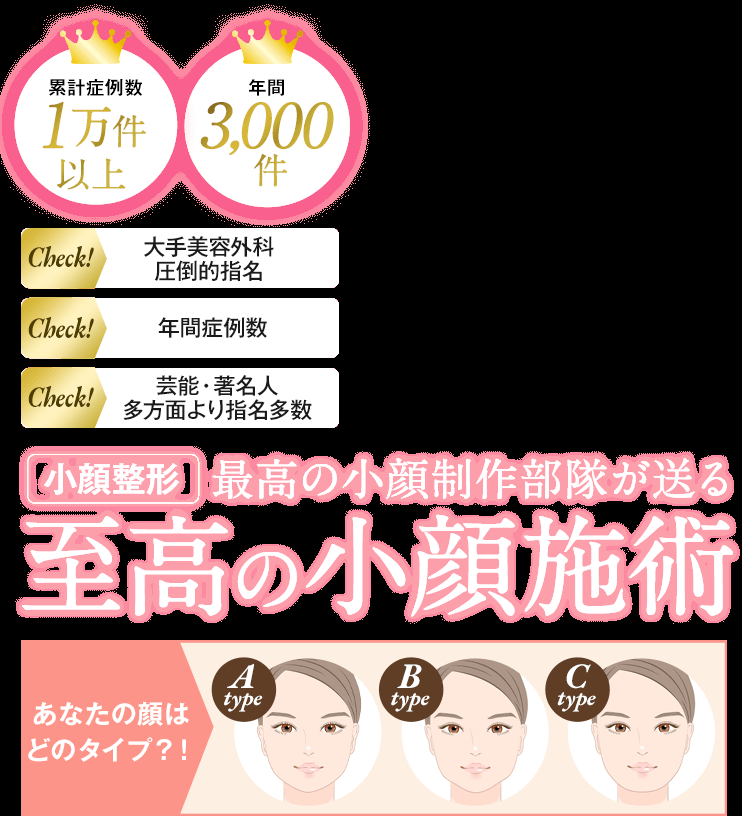 累計症例数
1万件
以上
年間
3,000
件
Check!
大手美容外科
圧倒的指名
Check!
年間症例数
Check!
芸能・著名人
多方面より指名多数
小顔整形 最高の小顔制作部隊が送る
至高の小顔施術
あなたの顔は
どのタイプ？！
A
type
B
type
C
type